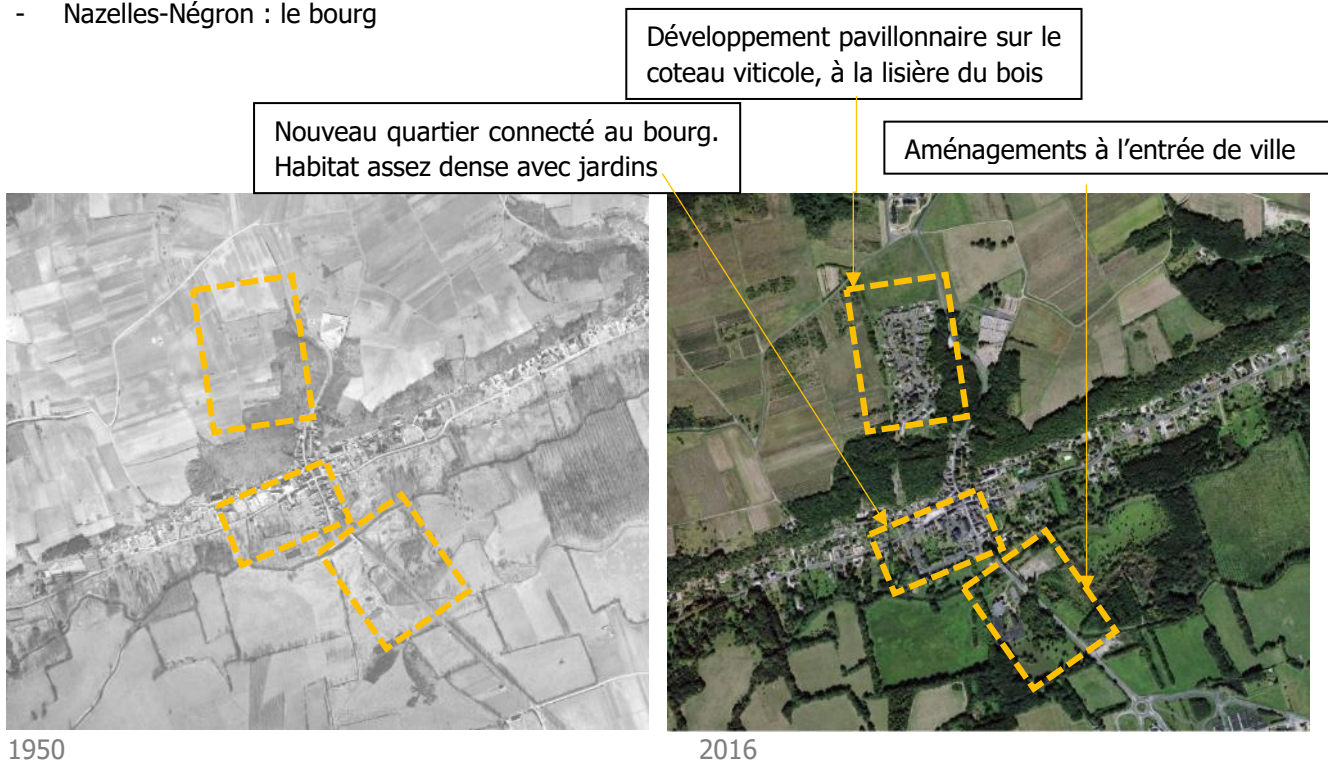 - Nazelles-Négron : le bourg
Développement pavillonnaire sur le
coteau viticole, à la lisière du bois
Nouveau quartier connecté au bourg.
Habitat assez dense avec jardins
Aménagements à l’entrée de ville
1950
2016